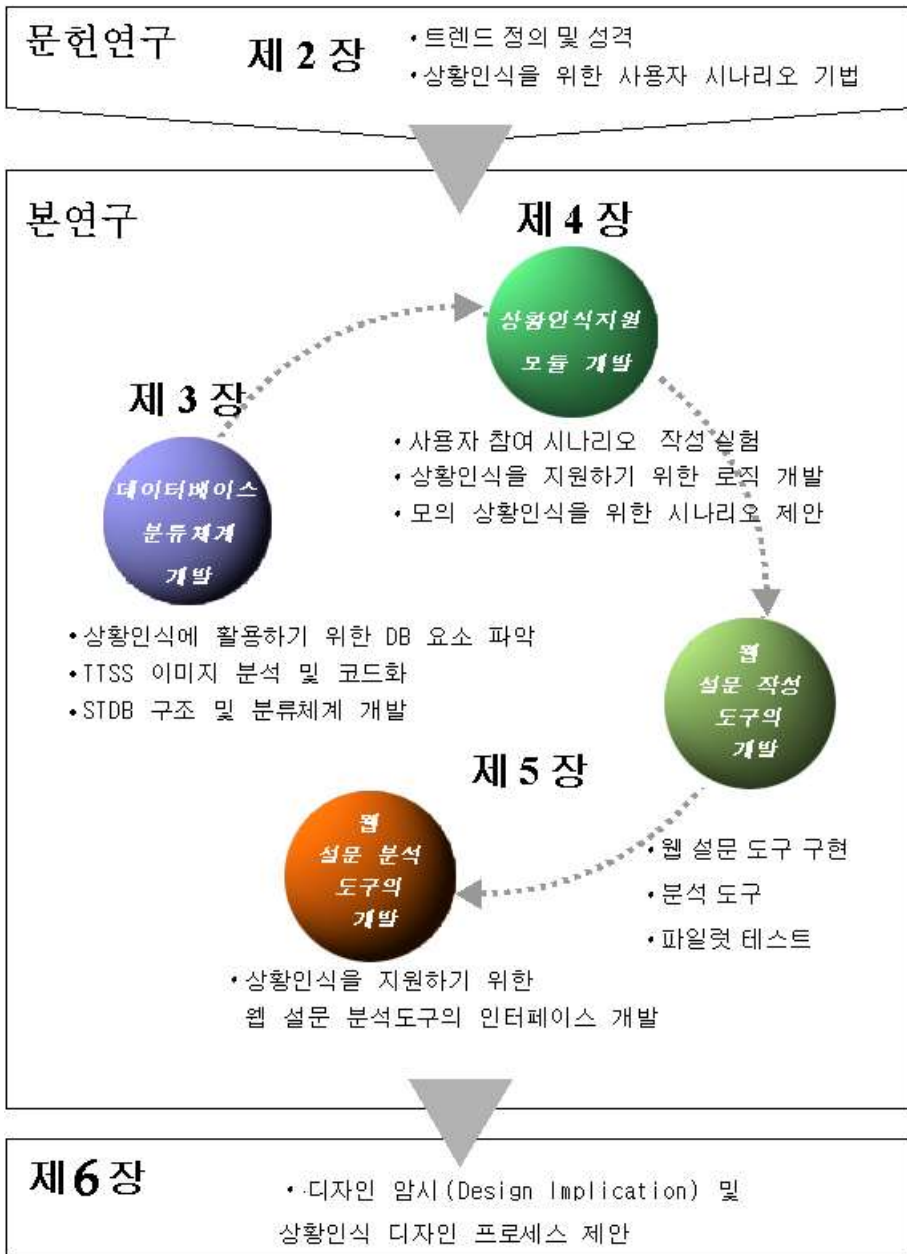 문헌연구 제 2 장
• 트렌드 정의 및 성격
• 상황인식을 위한 사용자 시나리오 기법
본연구
제 4 장
상황인식지원
모듈 개발
• 사용자 참여 시나리오 작성 실험
• 상황인식을 지원하기 위한 로직 개발
• 모의 상황인식을 위한 시나리오 제안
제 3 장
데이터베이스
분류체계
개발
• 상황인식에 활용하기 위한 DB 요소 파악
• TTSS 이미지 분석 및 코드화
• STDB 구조 및 분류체계 개발
웹
설문 작성
도구의
개발
제 5 장
• 웹 설문 도구 구현
• 분석 도구
• 파일럿 테스트
웹
설문 분석
도구의
개발
• 상황인식을 지원하기 위한
웹 설문 분석도구의 인터페이스 개발
제6장
• 디자인 암시(Design Implication) 및
상황인식 디자인 프로세스 제안